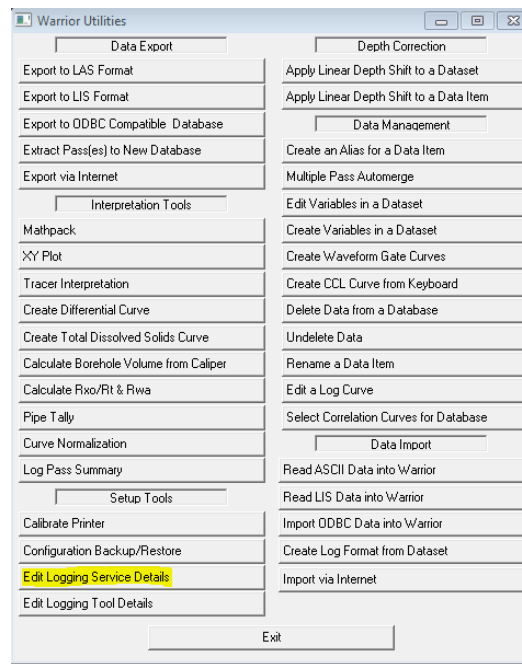 Warrior Utilities
Data Export
Export to LAS Format
Export to LIS Format
Export to ODBC Compatible Database
Extract Pass(es) to New Database
Export via Internet
Interpretation Tools
Mathpack
XY Plot
Tracer Interpretation
Create Differential Curve
Create Total Dissolved Solids Curve
Calculate Borehole Volume from Caliper
Calculate Rxo/Rt & Rwa
Pipe Tally
Curve Normalization
Log Pass Summary
Setup Tools
Calibrate Printer
Configuration Backup/Restore
Edit Logging Service Details
Edit Logging Tool Details
Depth Correction
Apply Linear Depth Shift to a Dataset
Apply Linear Depth Shift to a Data Item
Data Management
Create an Alias for a Data Item
Multiple Pass Automerge
Edit Variables in a Dataset
Create Variables in a Dataset
Create Waveform Gate Curves
Create CCL Curve from Keyboard
Delete Data from a Database
Undelete Data
Rename a Data Item
Edit a Log Curve
Select Correlation Curves for Database
Data Import
Read ASCII Data into Warrior
Read LIS Data into Warrior
Import ODBC Data into Warrior
Create Log Format from Dataset
Import via Internet
Exit